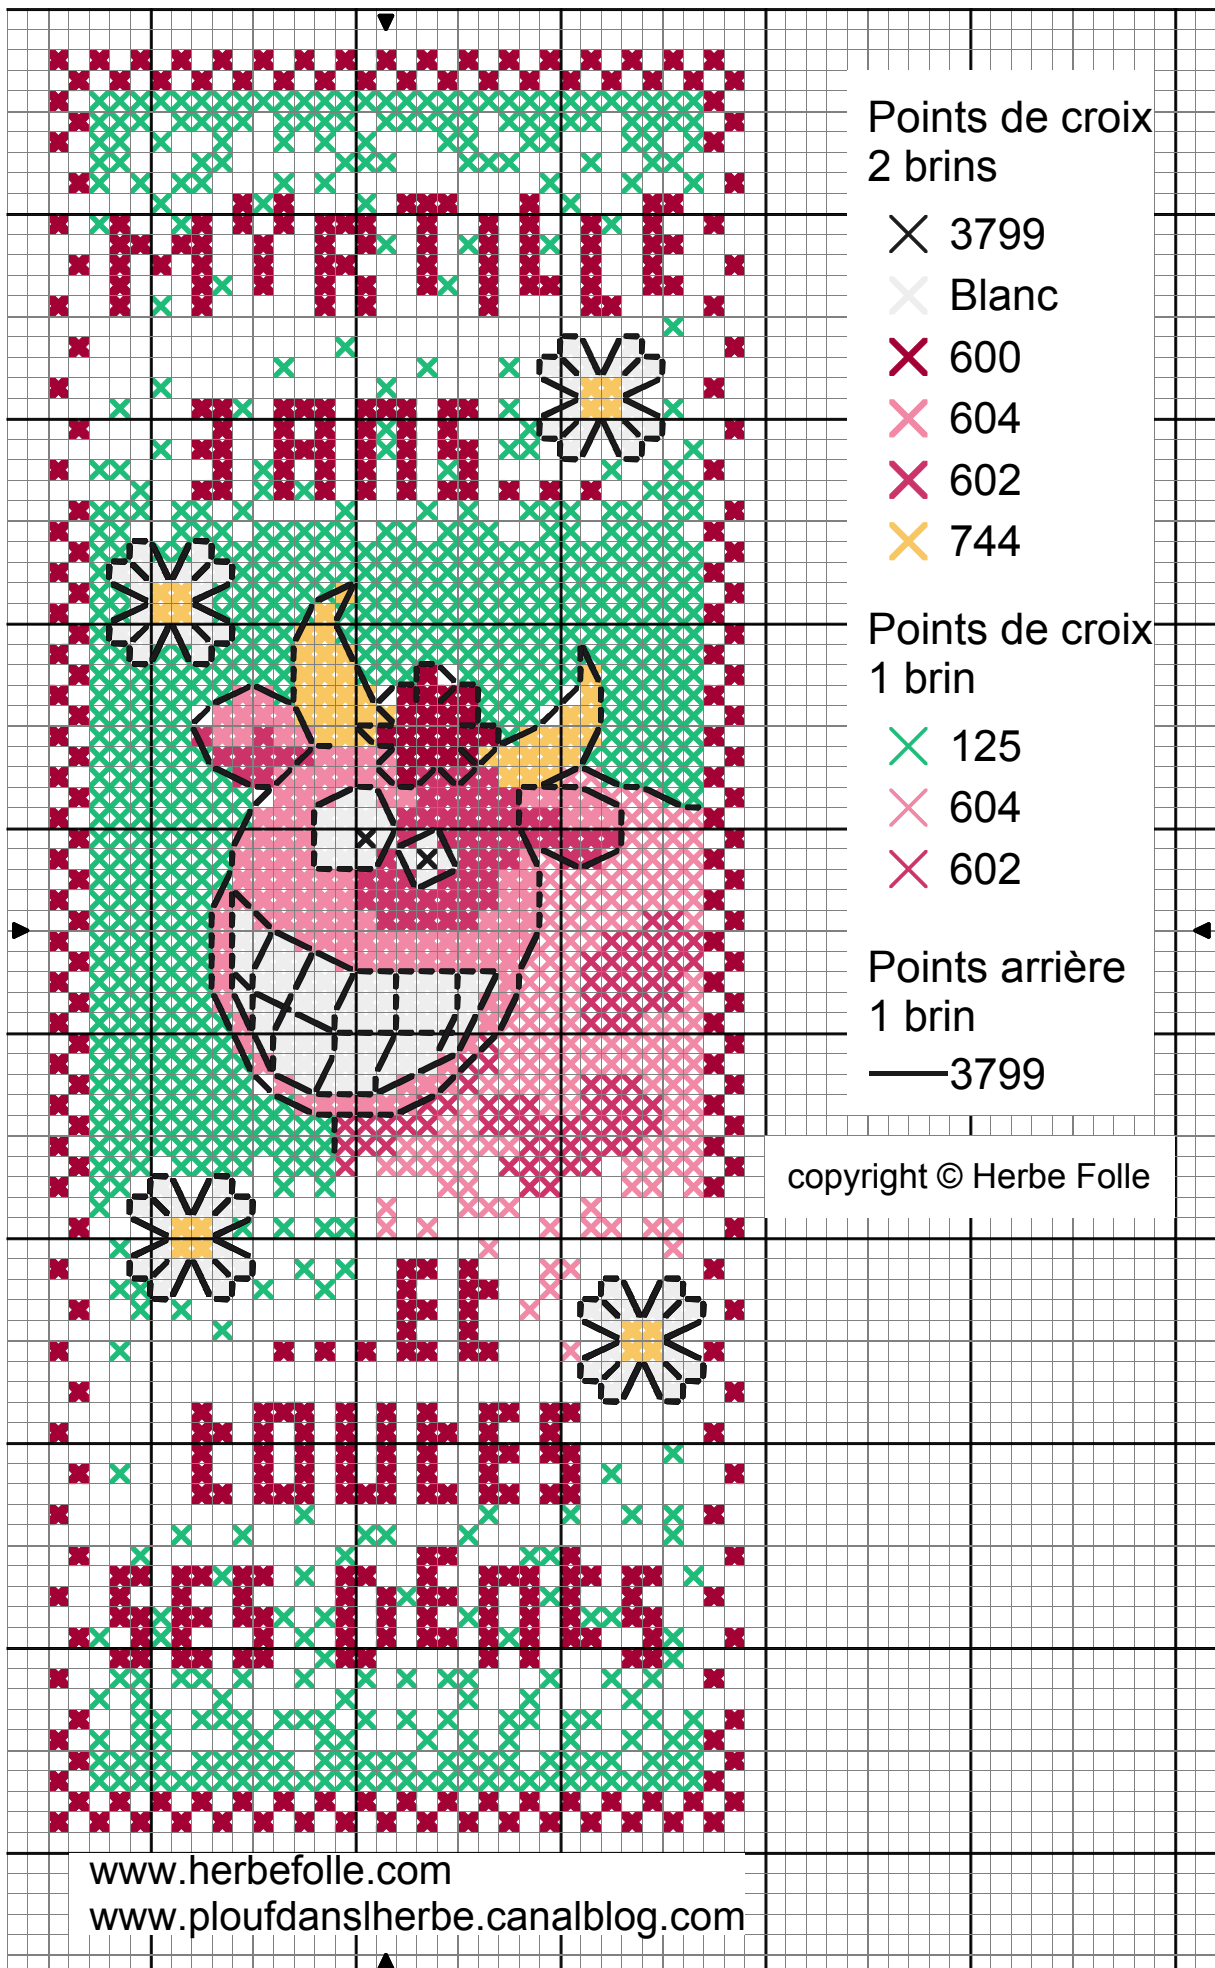 MYRTILLE
3 ANS...
...ET
TOUTES
SES DENTS
Points de croix
2 brins
3799
Blanc
600
604
602
744
Points de croix
1 brin
125
604
602
Points arrière
1 brin
3799
copyright © Herbe Folle
www.herbefolle.com
www.ploufdanslherbe.canalblog.com